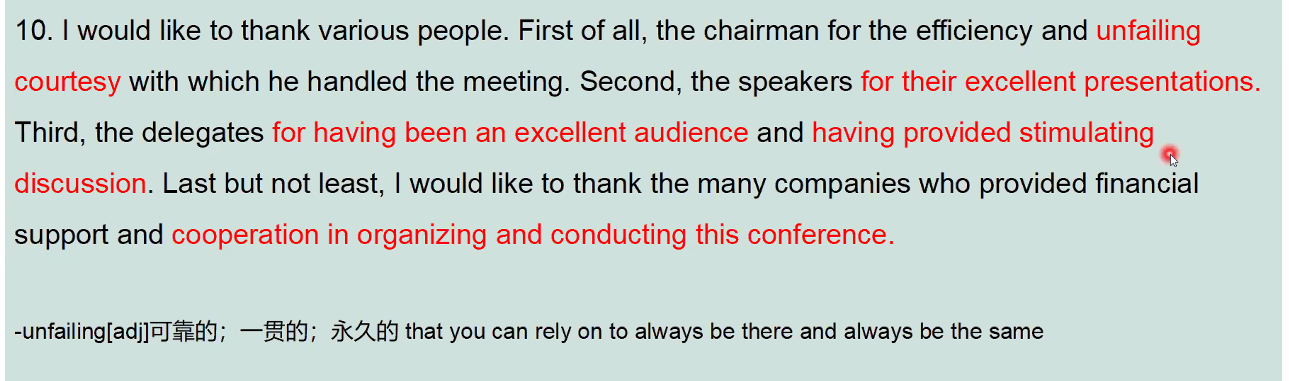 10. I would like to thank various people. First of all, the chairman for the efficiency and unfailing
courtesy with which he handled the meeting. Second, the speakers for their excellent presentations.
Third, the delegates for having been an excellent audience and having provided stimulating
discussion. Last but not least, I would like to thank the many companies who provided financial
support and cooperation in organizing and conducting this conference.
-unfailing[adj]可靠的；一贯的；永久的 that you can rely on to always be there and always be the same